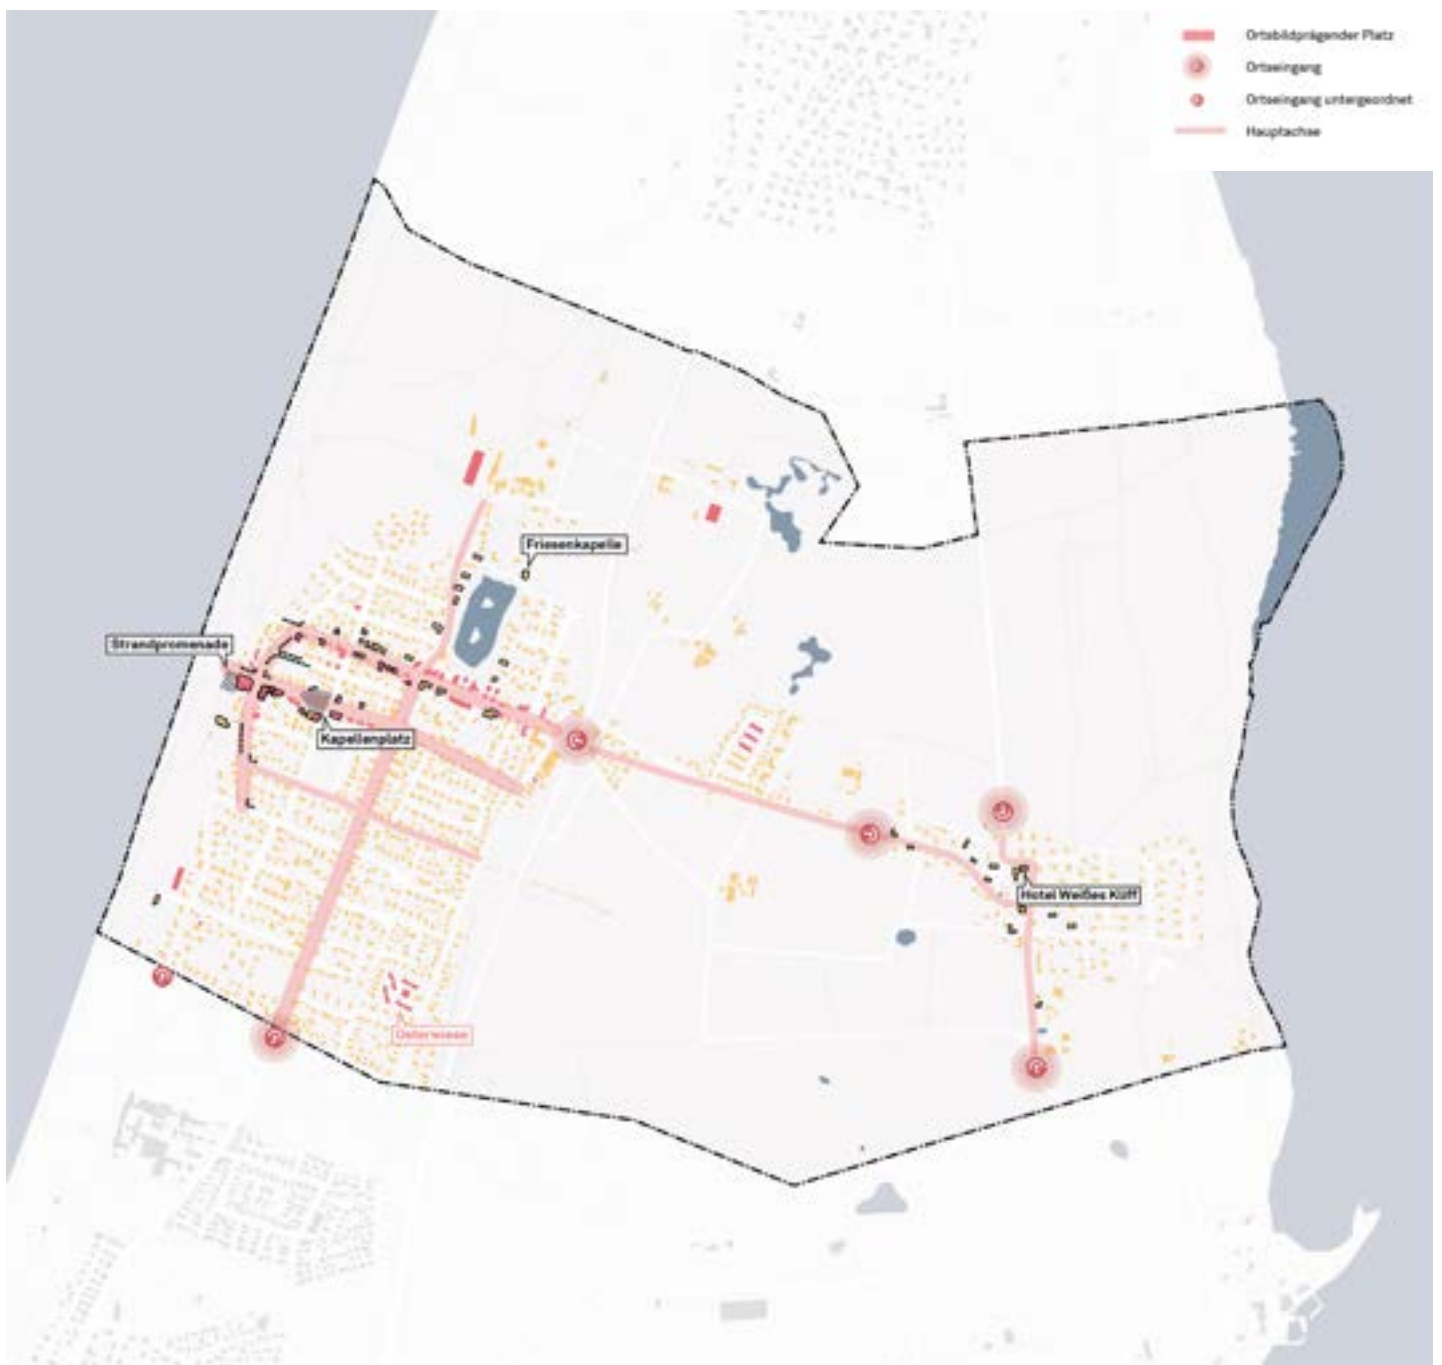 Ortsbildprägender Platz
Ortseingang
Ortseingang untergeordnet
Hauptachse
Friesenkapelle
Strandpromenade
Kapellenplatz
Hotel Weißes Kliff
Osterwiese